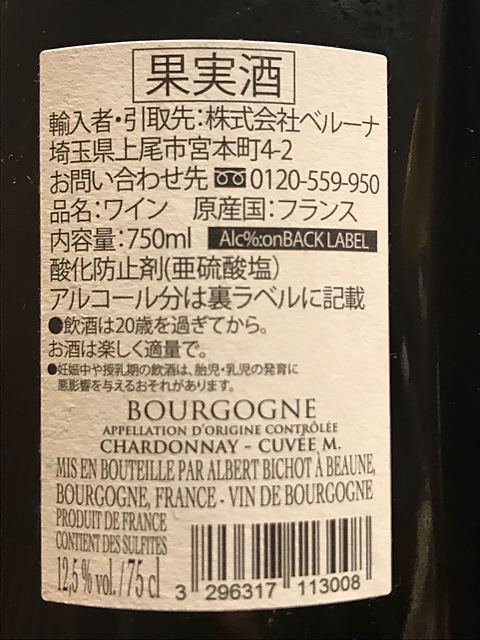 果実酒
輸入者・引取先：株式会社ベルーナ
埼玉県上尾市宮本町4-2
お問い合わせ先 0120-559-950
品名：ワイン 原産国：フランス
内容量：750ml Alc%:onBACK LABEL
酸化防止剤(亜硫酸塩)
アルコール分は裏ラベルに記載
●飲酒は20歳を過ぎてから。
お酒は楽しく適量で。
●妊娠中や授乳期の飲酒は、胎児・乳児の発育に
悪影響を与えるおそれがあります。
BOURGOGNE
APPELLATION D'ORIGINE CONTRÔLÉE
CHARDONNAY - CUVÉE M.
MIS EN BOUTEILLE PAR ALBERT BICHOT À BEAUNE,
BOURGOGNE, FRANCE - VIN DE BOURGOGNE
PRODUIT DE FRANCE
CONTIENT DES SULFITES
12,5 % vol. / 75 cl
3 296317 113008